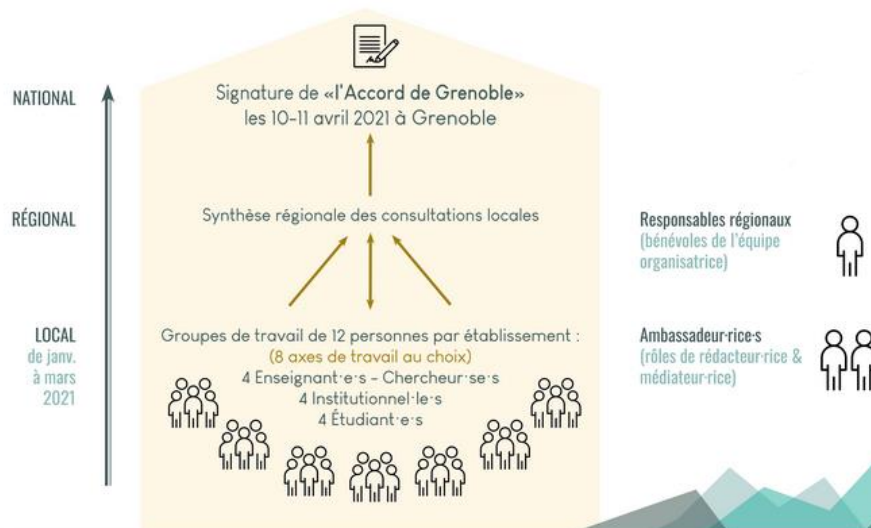 NATIONAL
Signature de «l'Accord de Grenoble»
les 10-11 avril 2021 à Grenoble
RÉGIONAL
Synthèse régionale des consultations locales
Responsables régionaux
(bénévoles de l'équipe
organisatrice)
LOCAL
de janv.
à mars
2021
Groupes de travail de 12 personnes par établissement :
(8 axes de travail au choix)
4 Enseignant·e·s - Chercheur·se·s
4 Institutionnel·le·s
4 Étudiant·e·s
Ambassadeur·rice·s
(rôles de rédacteur·rice &
médiateur·rice)